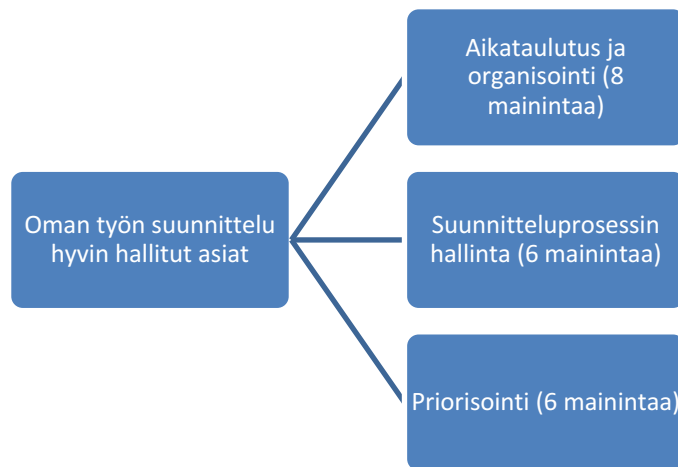 Aikataulutus ja
organisointi (8
mainintaa)
Oman työn suunnittelu
hyvin hallitut asiat
Suunnitteluprosessin
hallinta (6 mainintaa)
Priorisointi (6 mainintaa)